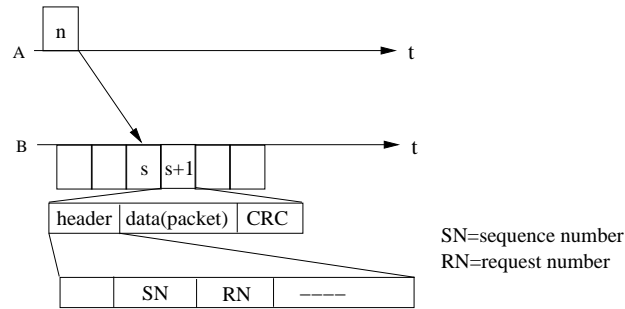 n
A
t
B
t
s
s+1
header
data(packet)
CRC
SN=sequence number
RN=request number
SN
RN
----